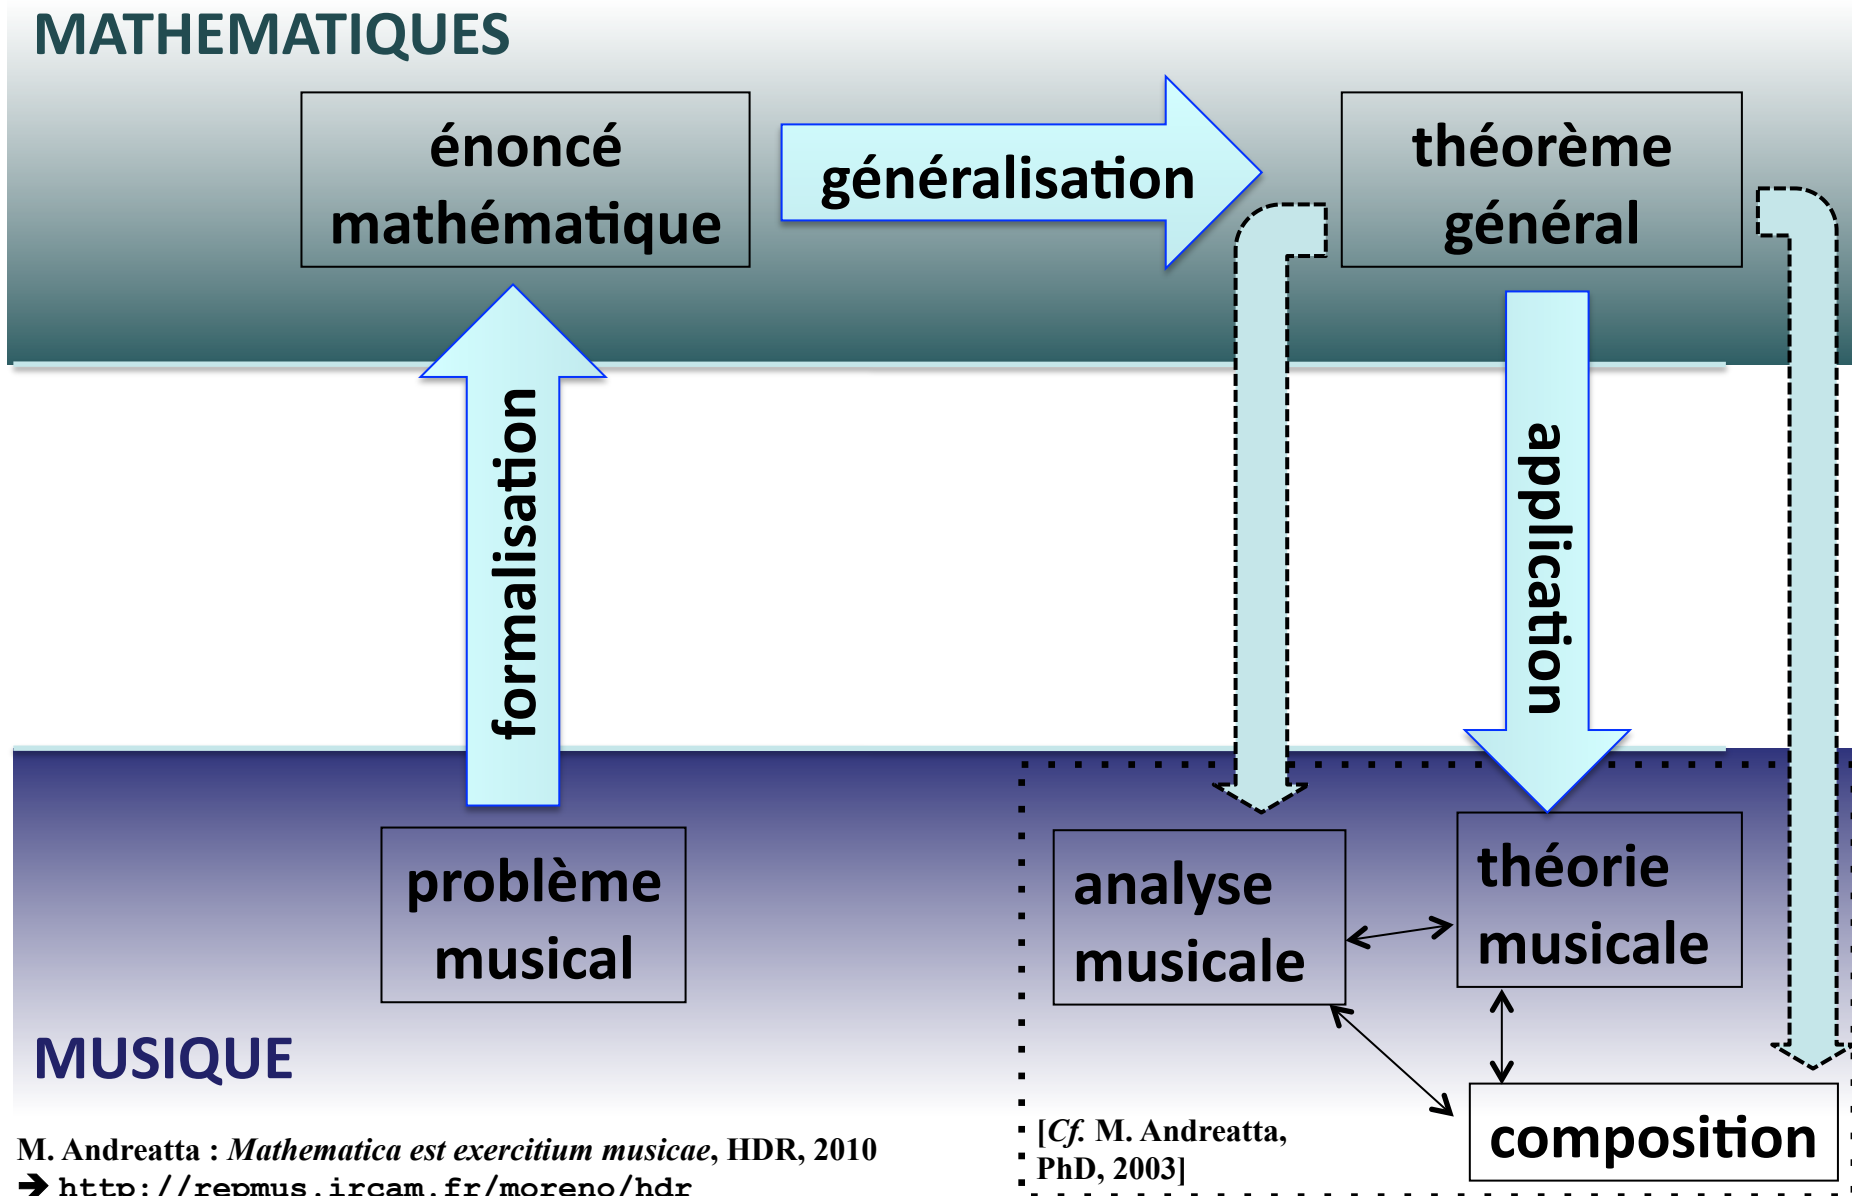 MATHEMATIQUES
énoncé
mathématique
généralisation
théorème
général
formalisation
application
problème
musical
analyse
musicale
théorie
musicale
composition
MUSIQUE
[Cf. M. Andreatta,
PhD, 2003]
M. Andreatta : Mathematica est exercitium musicae, HDR, 2010
➔ http://repmus.ircam.fr/moreno/hdr